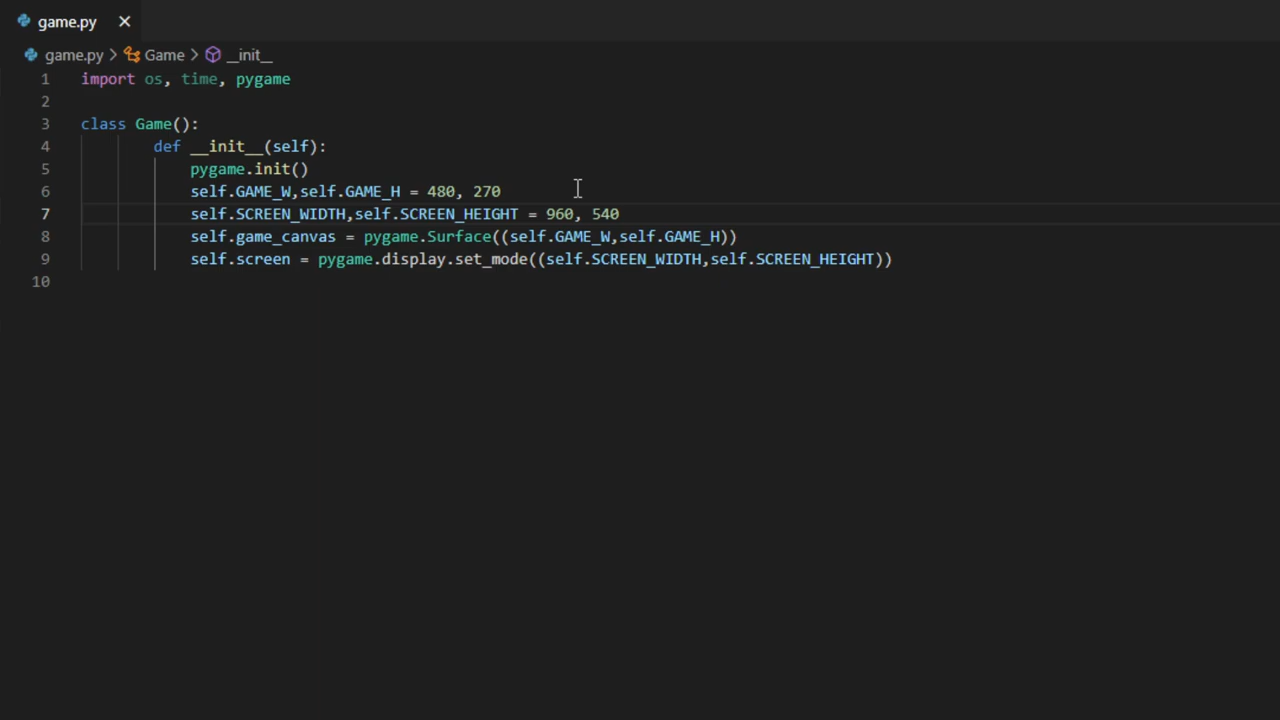 game.py ×
game.py > Game > __init__
1 import os, time, pygame
2
3 class Game():
4 def __init__(self):
5 pygame.init()
6 self.GAME_W,self.GAME_H = 480, 270
7 self.SCREEN_WIDTH,self.SCREEN_HEIGHT = 960, 540
8 self.game_canvas = pygame.Surface((self.GAME_W,self.GAME_H))
9 self.screen = pygame.display.set_mode((self.SCREEN_WIDTH,self.SCREEN_HEIGHT))
10